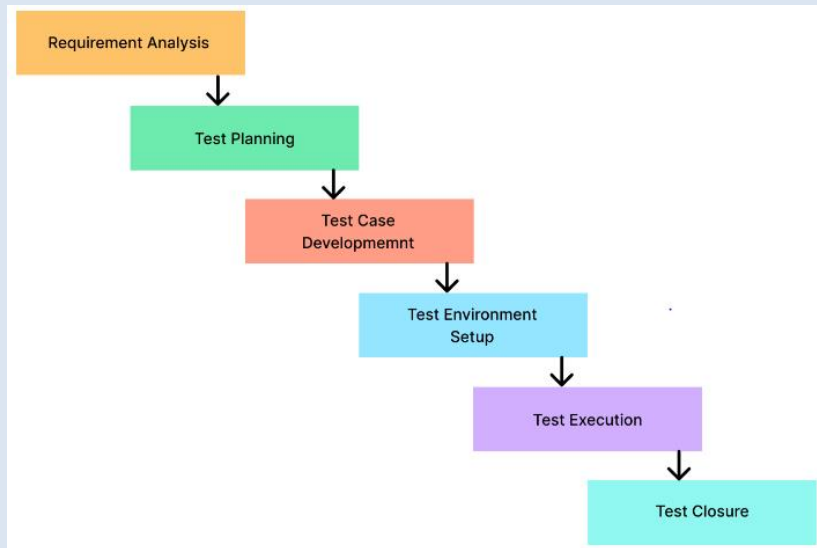 Requirement Analysis
Test Planning
Test Case
Developmemnt
Test Environment
Setup
Test Execution
Test Closure